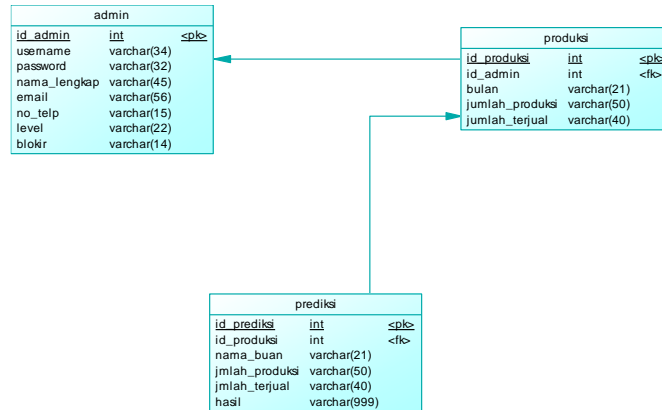 admin
id_admin int <pk>
username varchar(34)
password varchar(32)
nama_lengkap varchar(45)
email varchar(56)
no_telp varchar(15)
level varchar(22)
blokir varchar(14)
produksi
id_produksi int <pk>
id_admin int <fk>
bulan varchar(21)
jumlah_produksi varchar(50)
jumlah_terjual varchar(40)
prediksi
id_prediksi int <pk>
id_produksi int <fk>
nama_buan varchar(21)
jmlah_produksi varchar(50)
jmlah_terjual varchar(40)
hasil varchar(999)